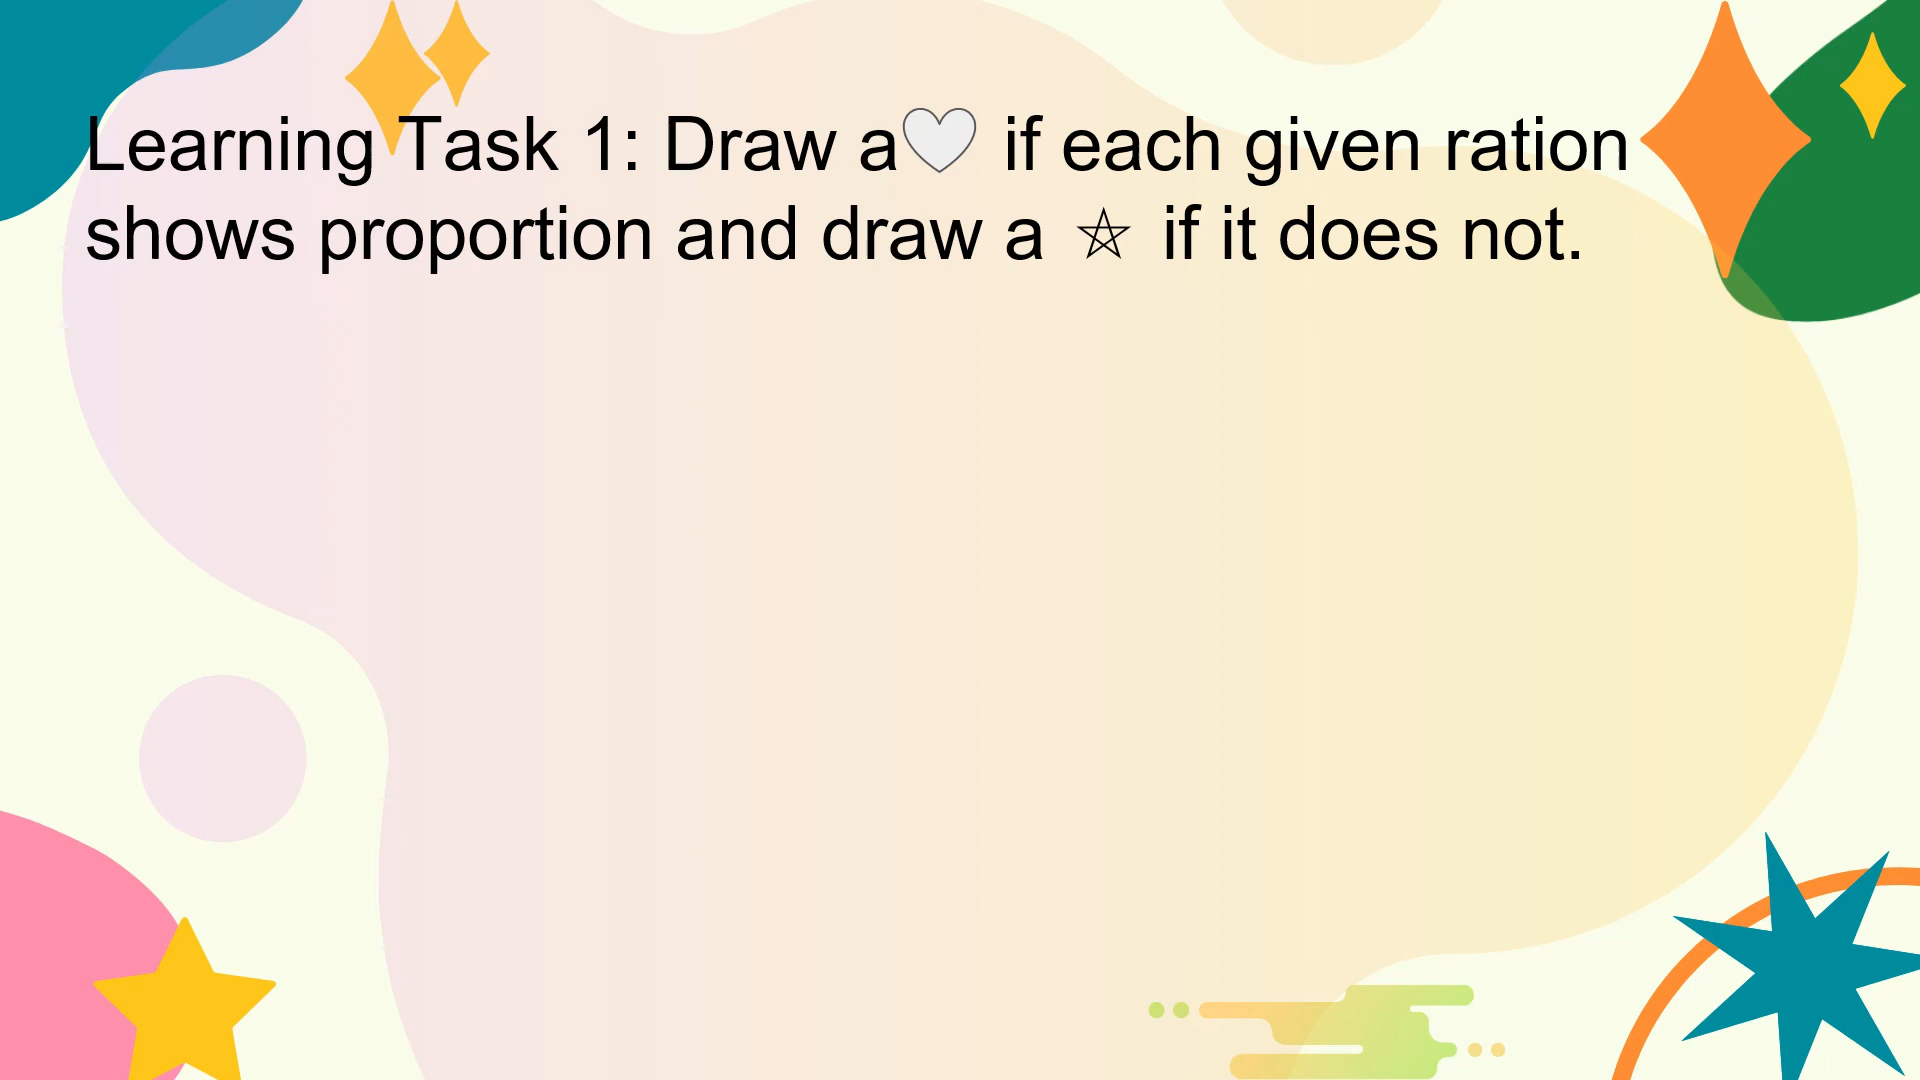 Learning Task 1: Draw a🤍 if each given ration
shows proportion and draw a ⛤ if it does not.